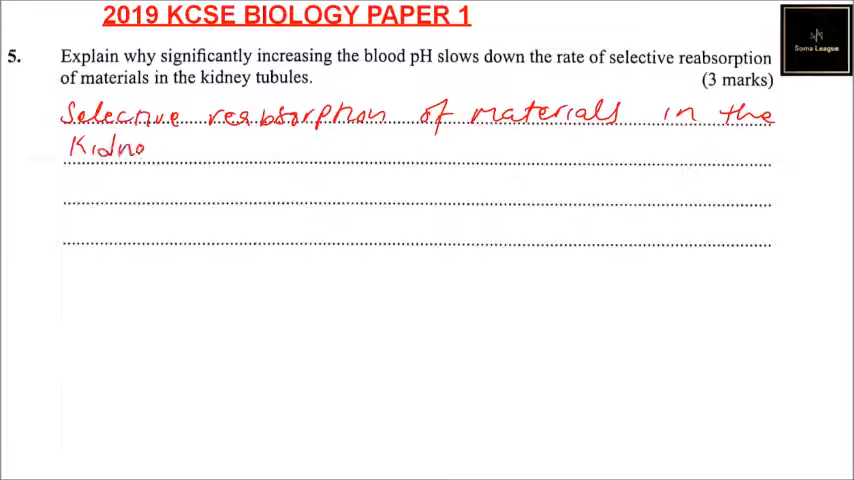 2019 KCSE BIOLOGY PAPER 1
Soma League
5. Explain why significantly increasing the blood pH slows down the rate of selective reabsorption
of materials in the kidney tubules. (3 marks)
Selective reabsorption of materials in the
Kidne